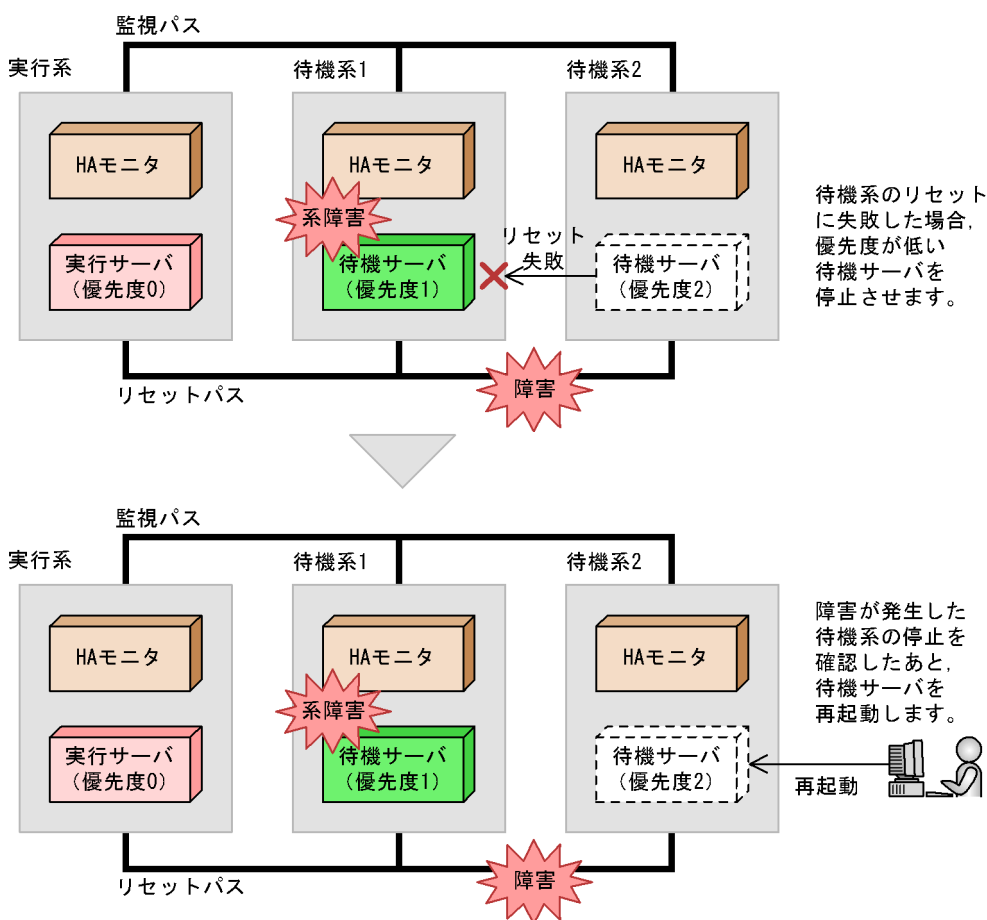 監視パス
実行系
待機系1
待機系2
HAモニタ
HAモニタ
HAモニタ
系障害
実行サーバ
(優先度0)
待機サーバ
(優先度1)
リセット
失敗
待機サーバ
(優先度2)
待機系のリセット
に失敗した場合,
優先度が低い
待機サーバを
停止させます。
リセットパス
障害
監視パス
実行系
待機系1
待機系2
HAモニタ
HAモニタ
HAモニタ
系障害
実行サーバ
(優先度0)
待機サーバ
(優先度1)
待機サーバ
(優先度2)
障害が発生した
待機系の停止を
確認したあと,
待機サーバを
再起動します。
再起動
リセットパス
障害